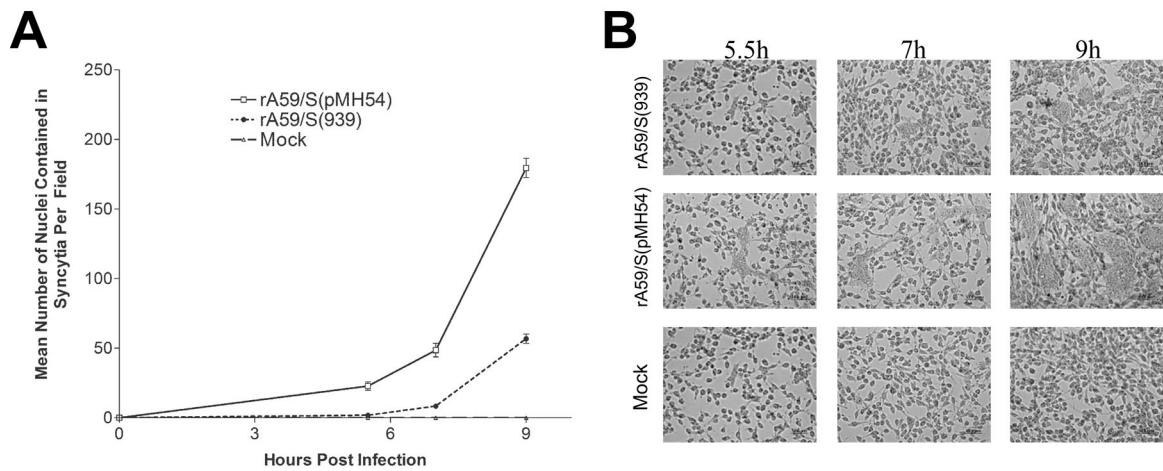 A
B
250
200
150
100
50
0
0
3
6
9
Mean Number of Nuclei Contained in
Syncytia Per Field
Hours Post Infection
rA59/S(pMH54)
rA59/S(939)
Mock
5.5h
7h
9h
rA59/S(939)
rA59/S(pMH54)
Mock